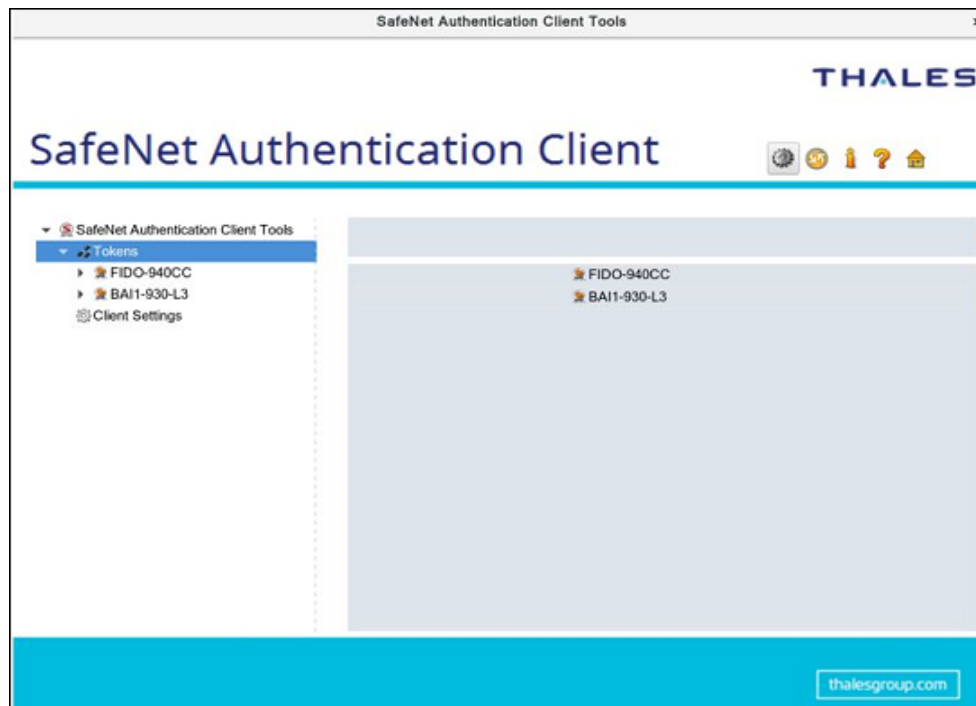 SafeNet Authentication Client Tools
THALES
SafeNet Authentication Client
SafeNet Authentication Client Tools
Tokens
FIDO-940CC
BAI1-930-L3
Client Settings
FIDO-940CC
BAI1-930-L3
thalesgroup.com